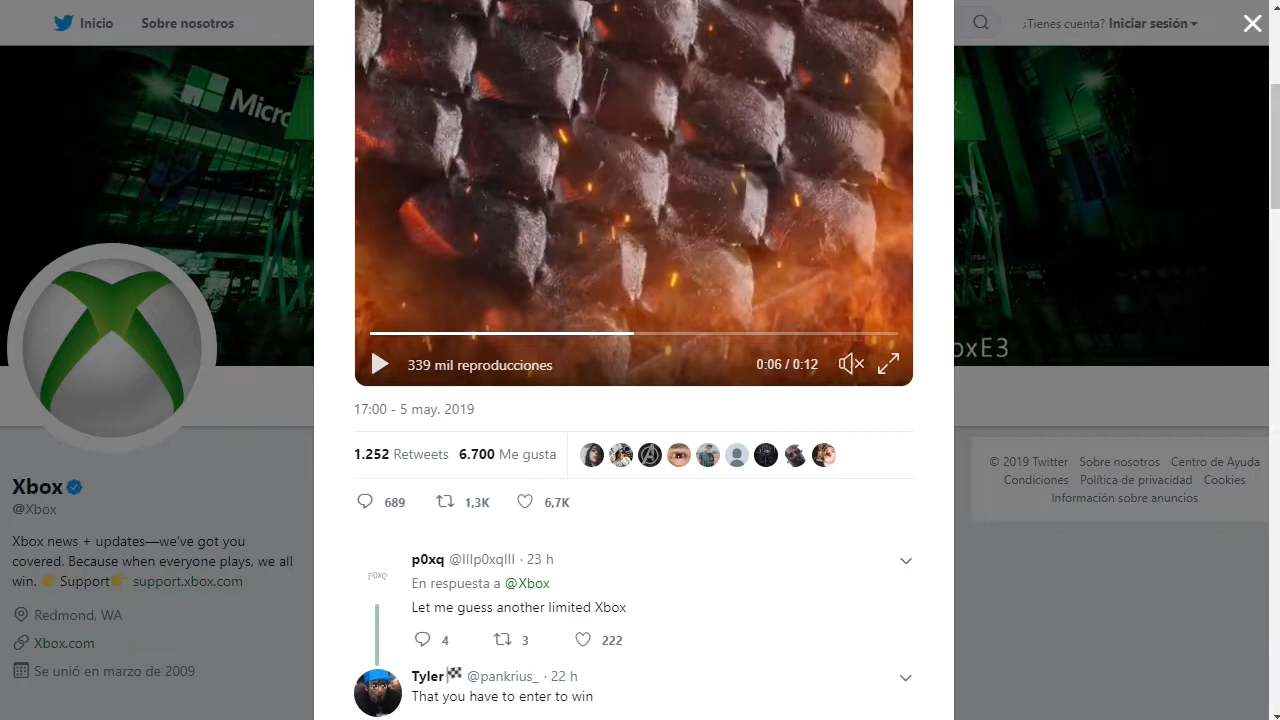 Inicio
Sobre nosotros
¿Tienes cuenta? Iniciar sesión
Micro
oxE3
339 mil reproducciones
0:06 / 0:12
17:00 - 5 may. 2019
1.252 Retweets 6.700 Me gusta
689 1,3K 6,7K
p0xq @IIIp0xqIII · 23 h
p0xq
En respuesta a @Xbox
Let me guess another limited Xbox
4 3 222
Tyler @pankrius_ · 22 h
That you have to enter to win
Xbox
@Xbox
Xbox news + updates—we've got you
covered. Because when everyone plays, we all
win. 👉Support👉 support.xbox.com
Redmond, WA
Xbox.com
Se unió en marzo de 2009
© 2019 Twitter Sobre nosotros Centro de Ayuda
Condiciones Política de privacidad Cookies
Información sobre anuncios